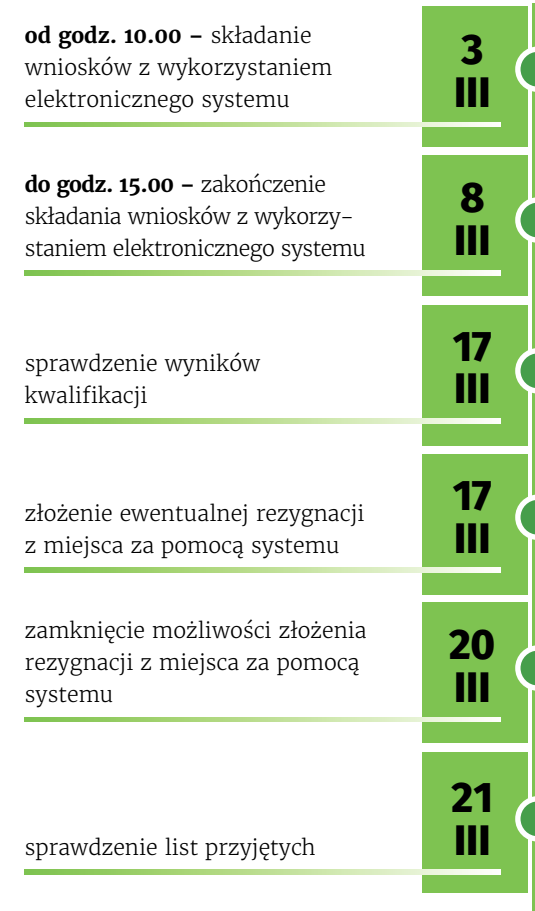 od godz. 10.00 – składanie
wniosków z wykorzystaniem
elektronicznego systemu
3
III
do godz. 15.00 – zakończenie
składania wniosków z wykorzy-
staniem elektronicznego systemu
8
III
sprawdzenie wyników
kwalifikacji
17
III
złożenie ewentualnej rezygnacji
z miejsca za pomocą systemu
17
III
zamknięcie możliwości złożenia
rezygnacji z miejsca za pomocą
systemu
20
III
sprawdzenie list przyjętych
21
III